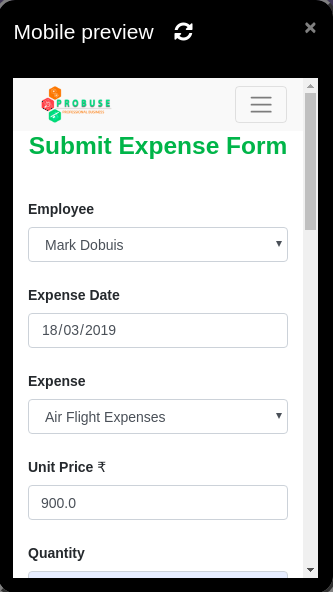 Mobile preview
×
PROBUSE
Submit Expense Form
Employee
Mark Dobuis
Expense Date
18/03/2019
Expense
Air Flight Expenses
Unit Price ₹
900.0
Quantity